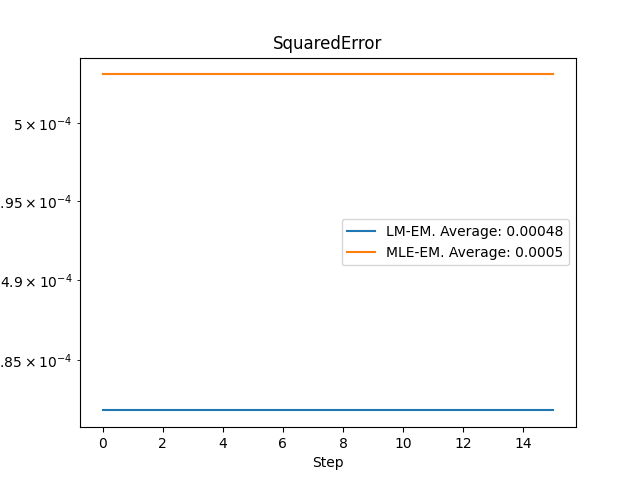 SquaredError
5 × 10⁻⁴
.95 × 10⁻⁴
4.9 × 10⁻⁴
.85 × 10⁻⁴
LM-EM. Average: 0.00048
MLE-EM. Average: 0.0005
0 2 4 6 8 10 12 14
Step